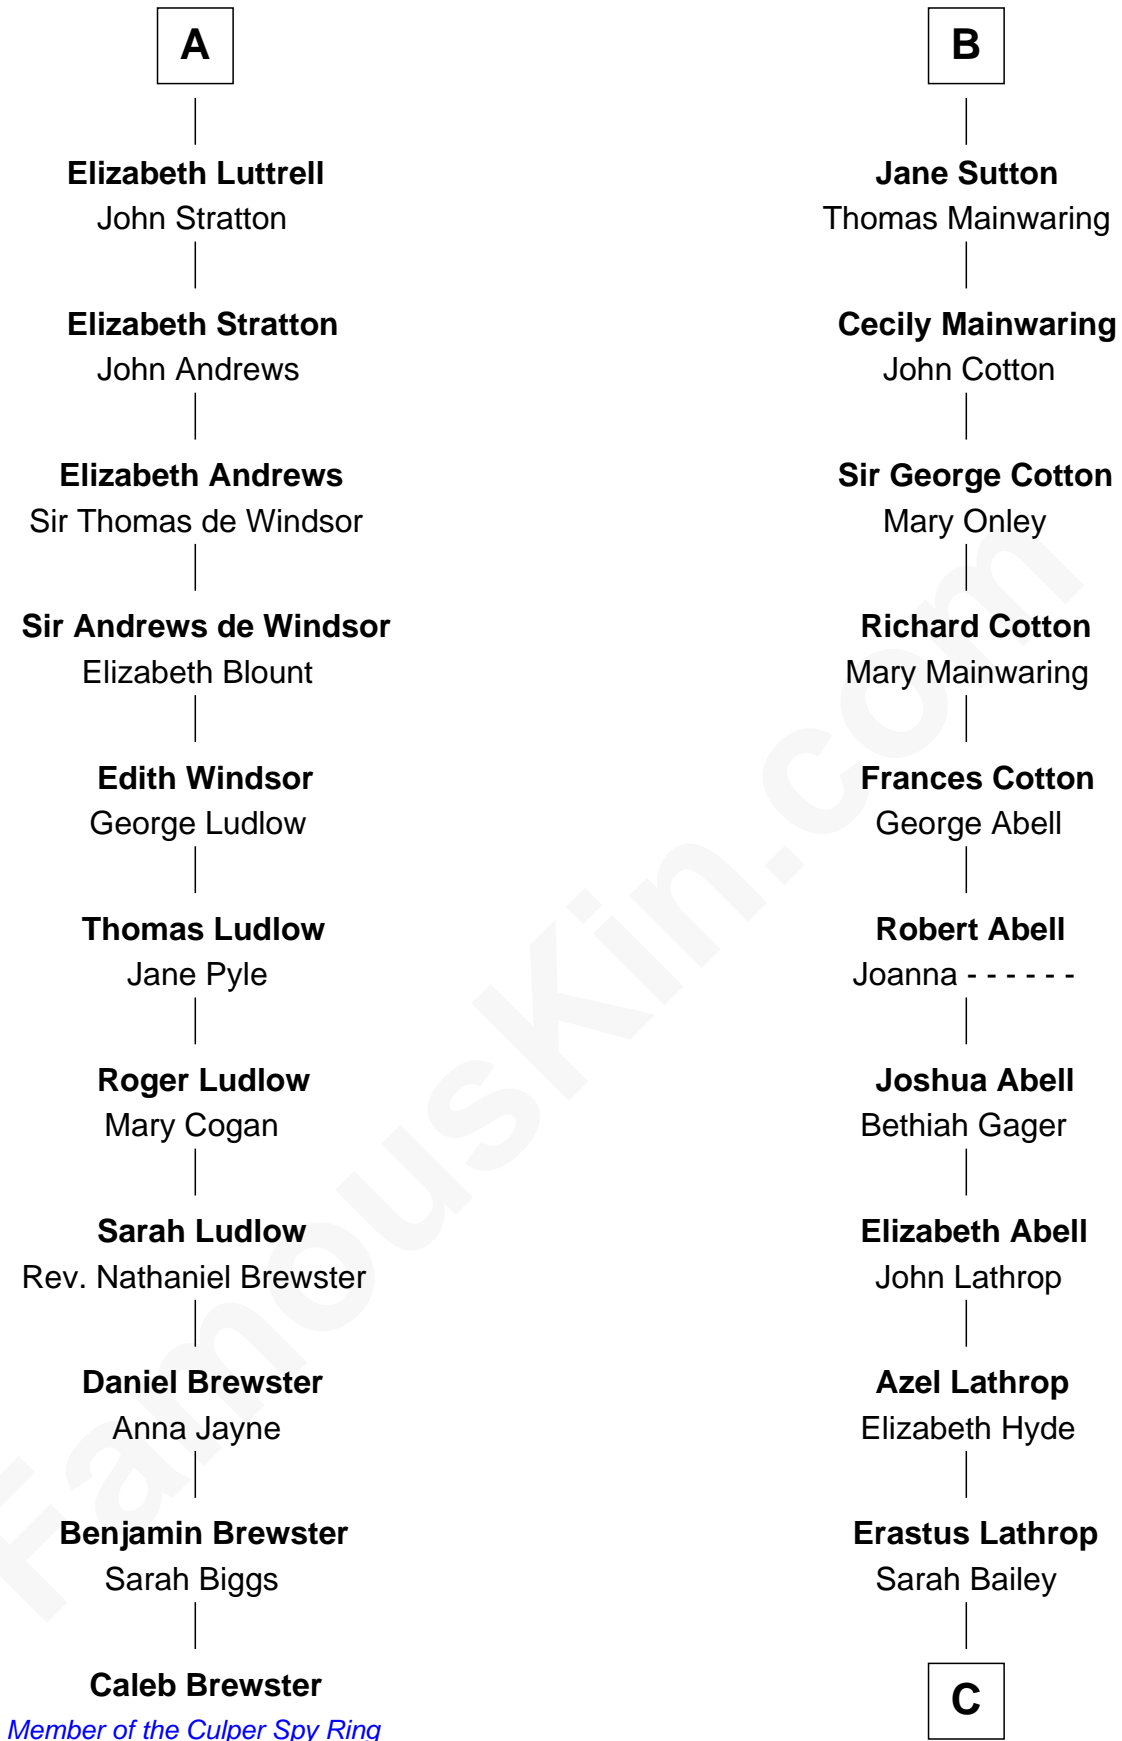 A
Elizabeth Luttrell
John Stratton
Elizabeth Stratton
John Andrews
Elizabeth Andrews
Sir Thomas de Windsor
Sir Andrews de Windsor
Elizabeth Blount
Edith Windsor
George Ludlow
Thomas Ludlow
Jane Pyle
Roger Ludlow
Mary Cogan
Sarah Ludlow
Rev. Nathaniel Brewster
Daniel Brewster
Anna Jayne
Benjamin Brewster
Sarah Biggs
Caleb Brewster
Member of the Culper Spy Ring
B
Jane Sutton
Thomas Mainwaring
Cecily Mainwaring
John Cotton
Sir George Cotton
Mary Onley
Richard Cotton
Mary Mainwaring
Frances Cotton
George Abell
Robert Abell
Joanna - - - - - -
Joshua Abell
Bethiah Gager
Elizabeth Abell
John Lathrop
Azel Lathrop
Elizabeth Hyde
Erastus Lathrop
Sarah Bailey
C
FamousKin.com